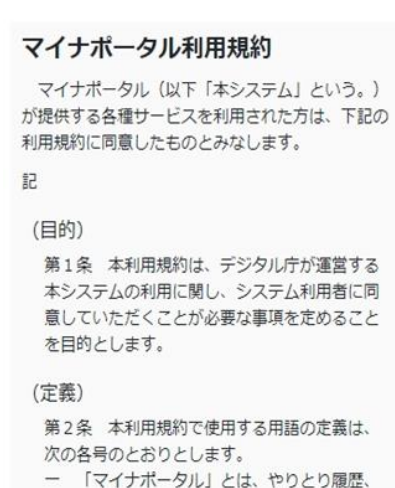 マイナポータル利用規約
マイナポータル（以下「本システム」という。）
が提供する各種サービスを利用された方は、下記の
利用規約に同意したものとみなします。
記
（目的）
第１条　本利用規約は、デジタル庁が運営する
本システムの利用に関し、システム利用者に同
意していただくことが必要な事項を定めること
を目的とします。
（定義）
第２条　本利用規約で使用する用語の定義は、
次の各号のとおりとします。
一　「マイナポータル」とは、やりとり履歴、